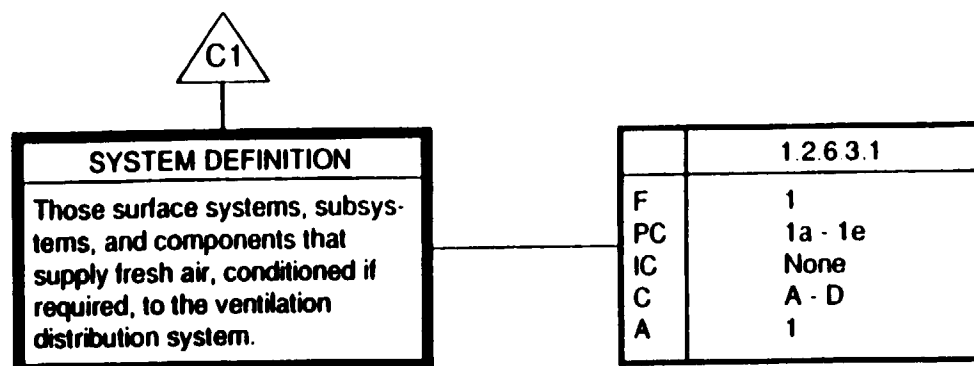 C1
SYSTEM DEFINITION
Those surface systems, subsys-
tems, and components that
supply fresh air, conditioned if
required, to the ventilation
distribution system.
1.2.6.3.1
F 1
PC 1a - 1e
IC None
C A - D
A 1